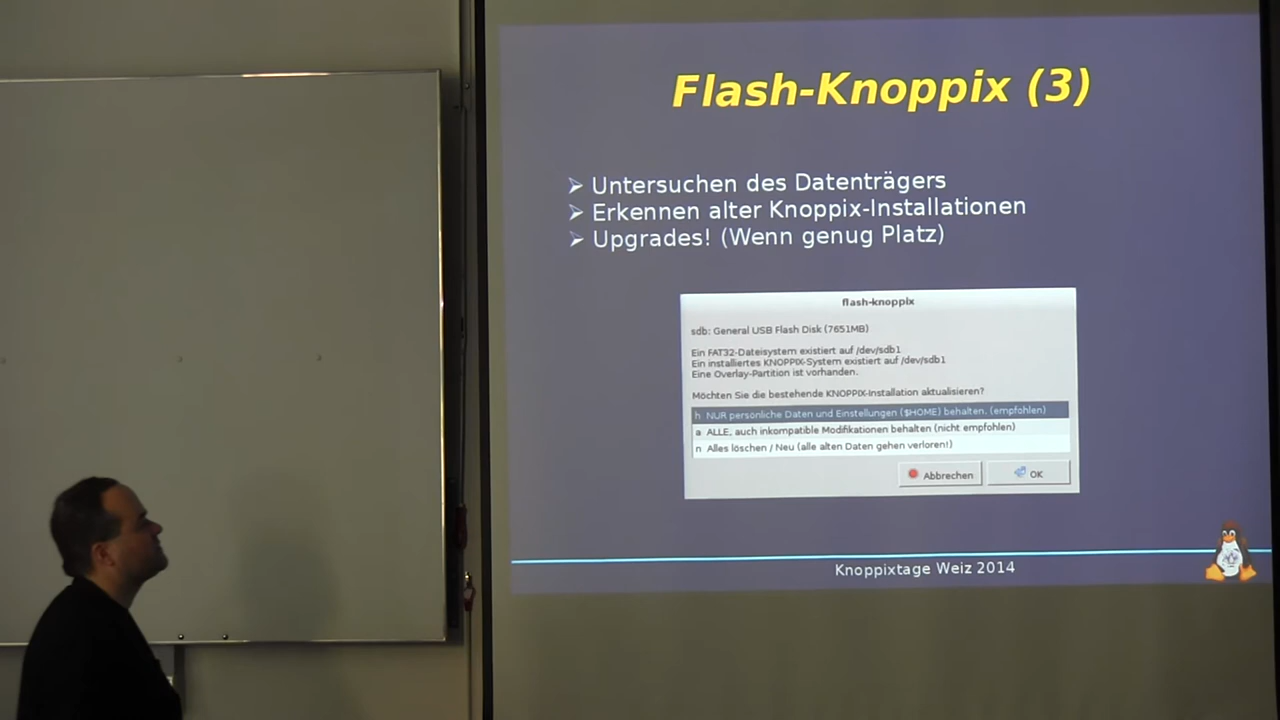 Flash-Knoppix (3)
➢ Untersuchen des Datenträgers
➢ Erkennen alter Knoppix-Installationen
➢ Upgrades! (Wenn genug Platz)
flash-knoppix
sdb: General USB Flash Disk (7651MB)
Ein FAT32-Dateisystem existiert auf /dev/sdb1
Ein installiertes KNOPPIX-System existiert auf /dev/sdb1
Eine Overlay-Partition ist vorhanden.
Möchten Sie die bestehende KNOPPIX-Installation aktualisieren?
h NUR persönliche Daten und Einstellungen ($HOME) behalten. (empfohlen)
a ALLE, auch inkompatible Modifikationen behalten (nicht empfohlen)
n Alles löschen / Neu (alle alten Daten gehen verloren!)
Abbrechen OK
Knoppixtage Weiz 2014